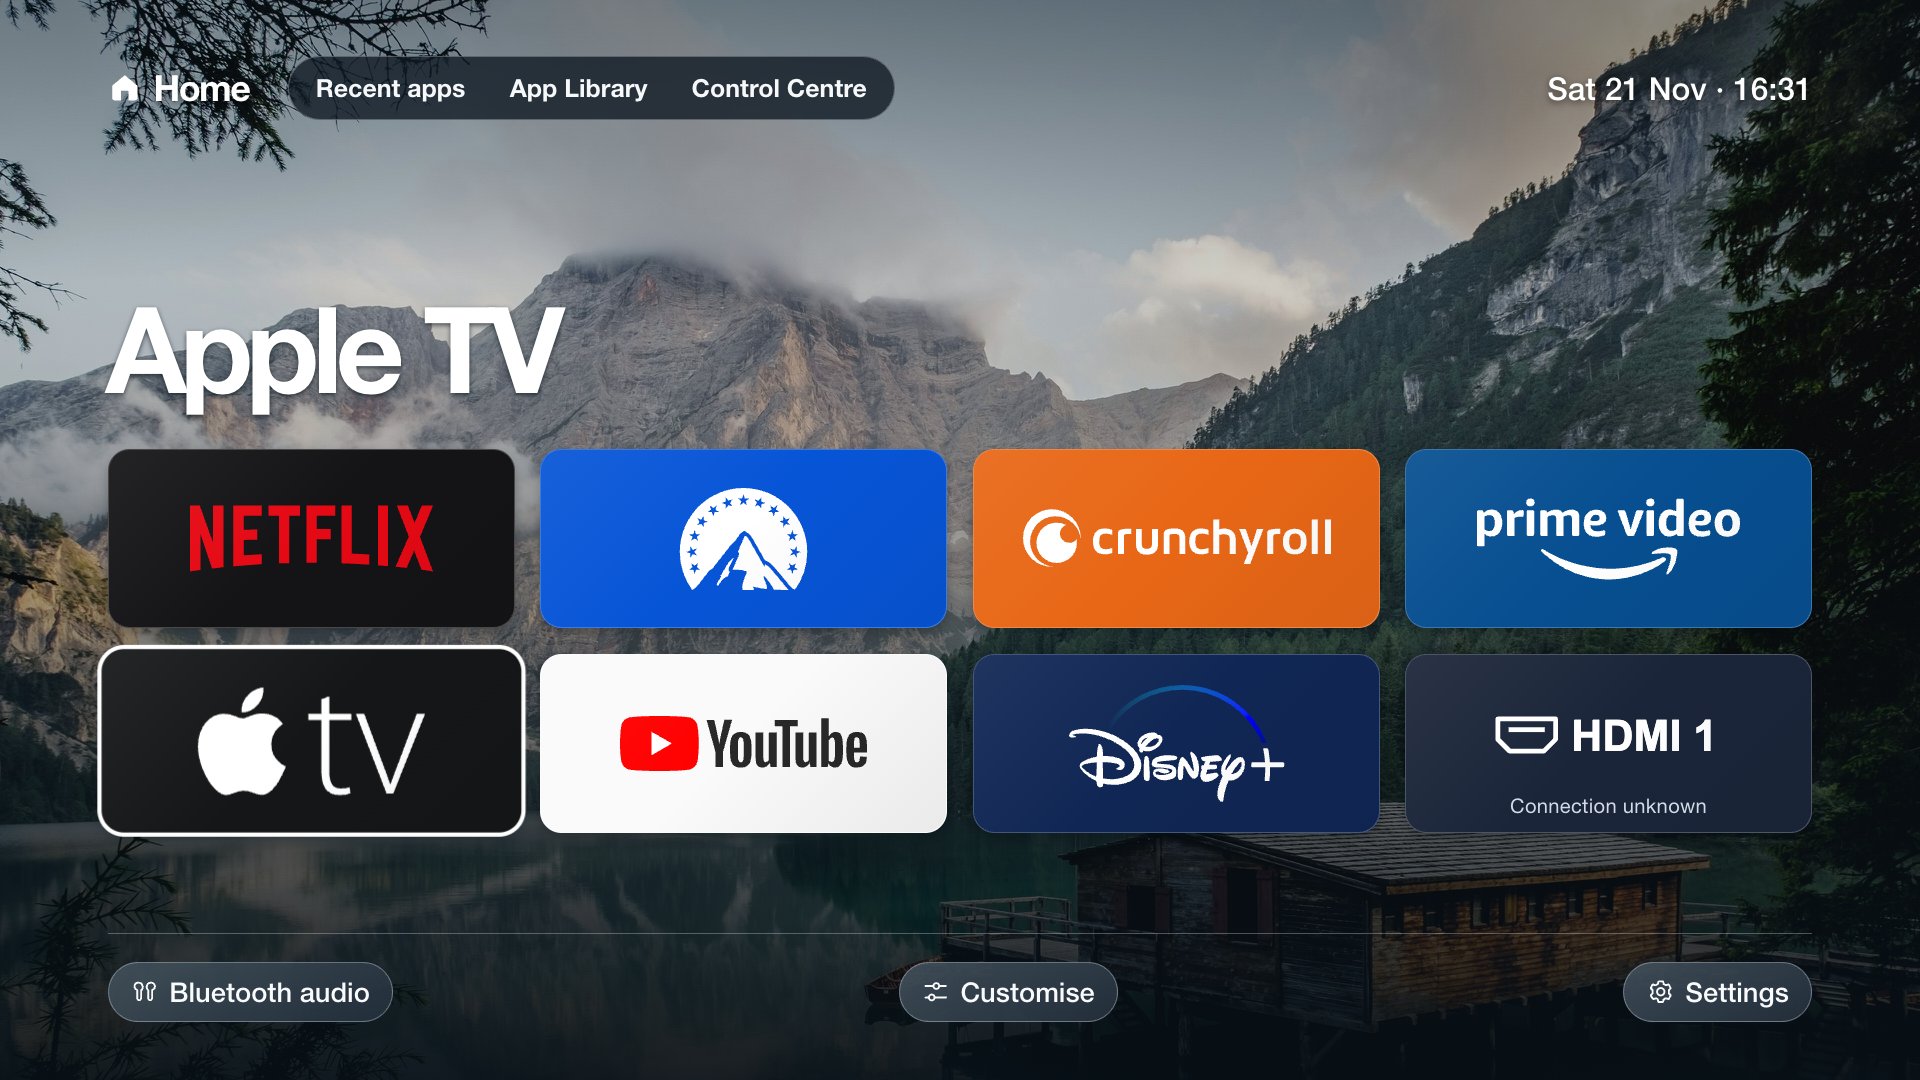 Home
Recent apps
App Library
Control Centre
Sat 21 Nov · 16:31
Apple TV
NETFLIX
crunchyroll
prime video
tv
YouTube
Disney+
HDMI 1
Connection unknown
Bluetooth audio
Customise
Settings